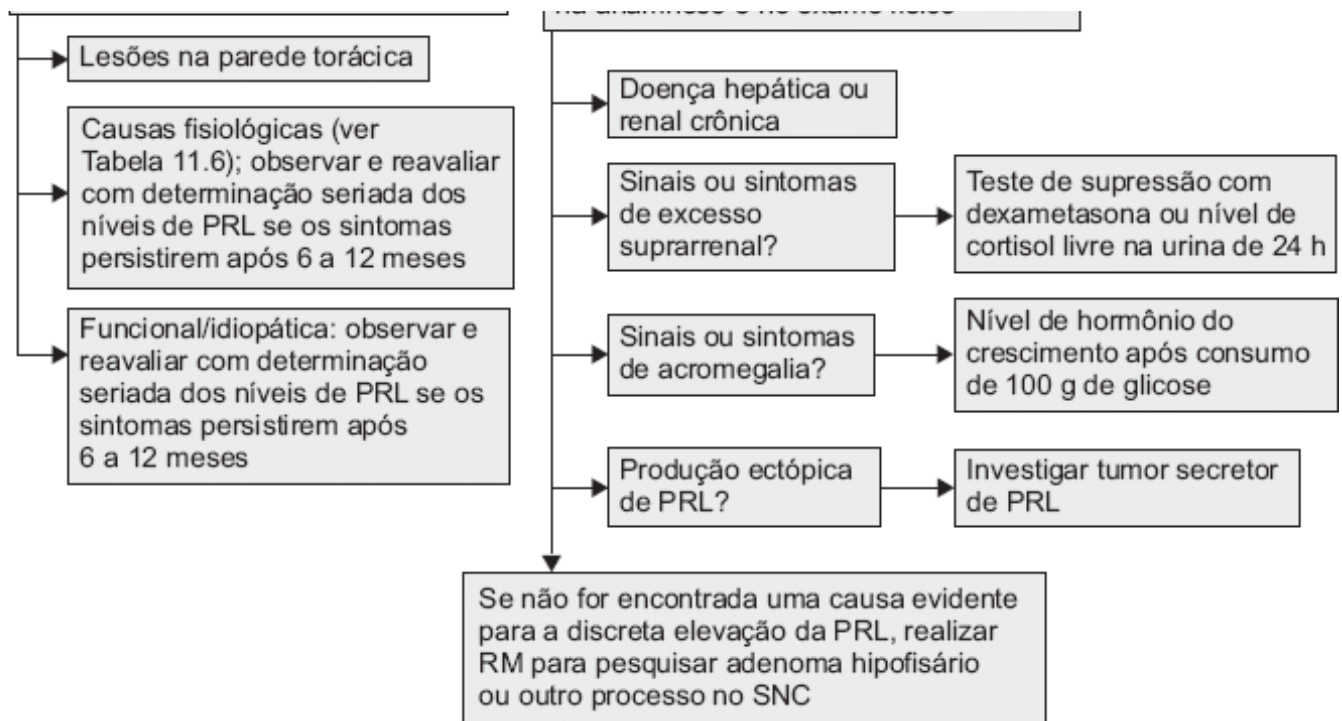 na anamnese e no exame físico
Lesões na parede torácica
Causas fisiológicas (ver
Tabela 11.6); observar e reavaliar
com determinação seriada dos
níveis de PRL se os sintomas
persistirem após 6 a 12 meses
Funcional/idiopática: observar e
reavaliar com determinação
seriada dos níveis de PRL se os
sintomas persistirem após
6 a 12 meses
Doença hepática ou
renal crônica
Sinais ou sintomas
de excesso
suprarrenal?
Teste de supressão com
dexametasona ou nível de
cortisol livre na urina de 24 h
Sinais ou sintomas
de acromegalia?
Nível de hormônio do
crescimento após consumo
de 100 g de glicose
Produção ectópica
de PRL?
Investigar tumor secretor
de PRL
Se não for encontrada uma causa evidente
para a discreta elevação da PRL, realizar
RM para pesquisar adenoma hipofisário
ou outro processo no SNC